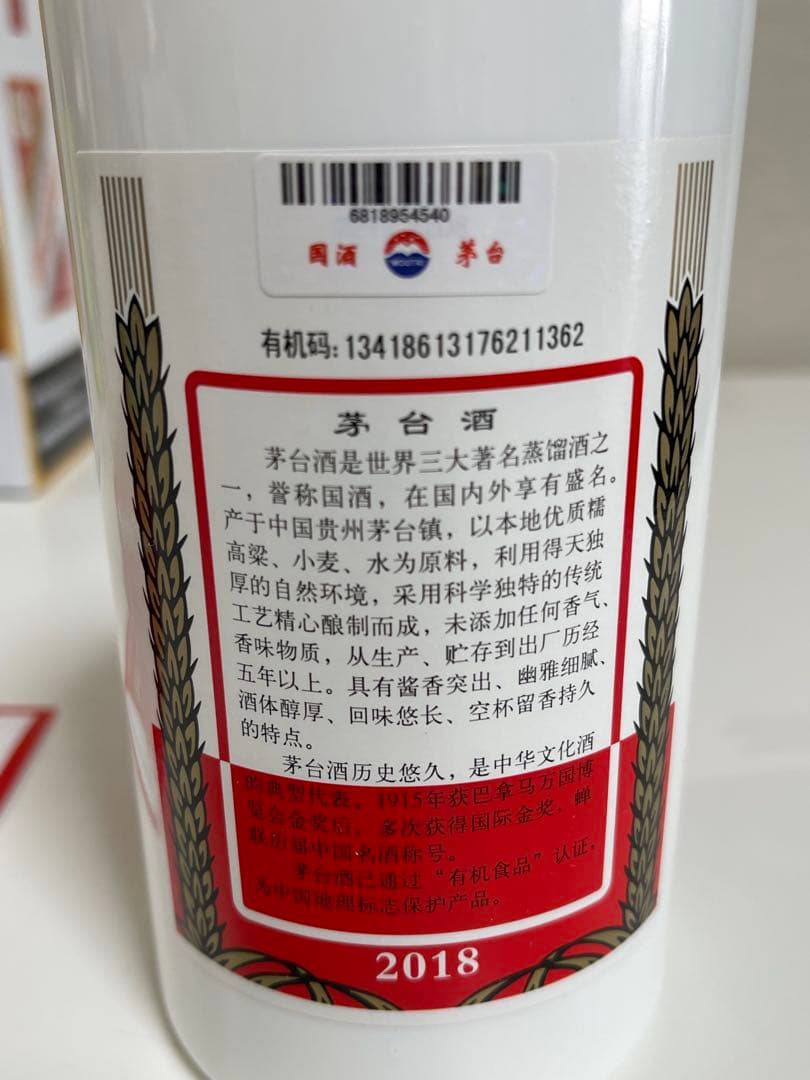 6818954540
国酒 MOUTAI 茅台
有机码:13418613176211362
茅台酒
茅台酒是世界三大著名蒸馏酒之
一，誉称国酒，在国内外享有盛名。
产于中国贵州茅台镇，以本地优质糯
高粱、小麦、水为原料，利用得天独
厚的自然环境，采用科学独特的传统
工艺精心酿制而成，未添加任何香气、
香味物质，从生产、贮存到出厂历经
五年以上。具有酱香突出、幽雅细腻、
酒体醇厚、回味悠长、空杯留香持久
的特点。
茅台酒历史悠久，是中华文化酒
的典型代表。1915年获巴拿马万国博
览会金奖后，多次获得国际金奖，蝉
联历届中国名酒称号。
茅台酒已通过“有机食品”认证，
为中国地理标志保护产品。
2018